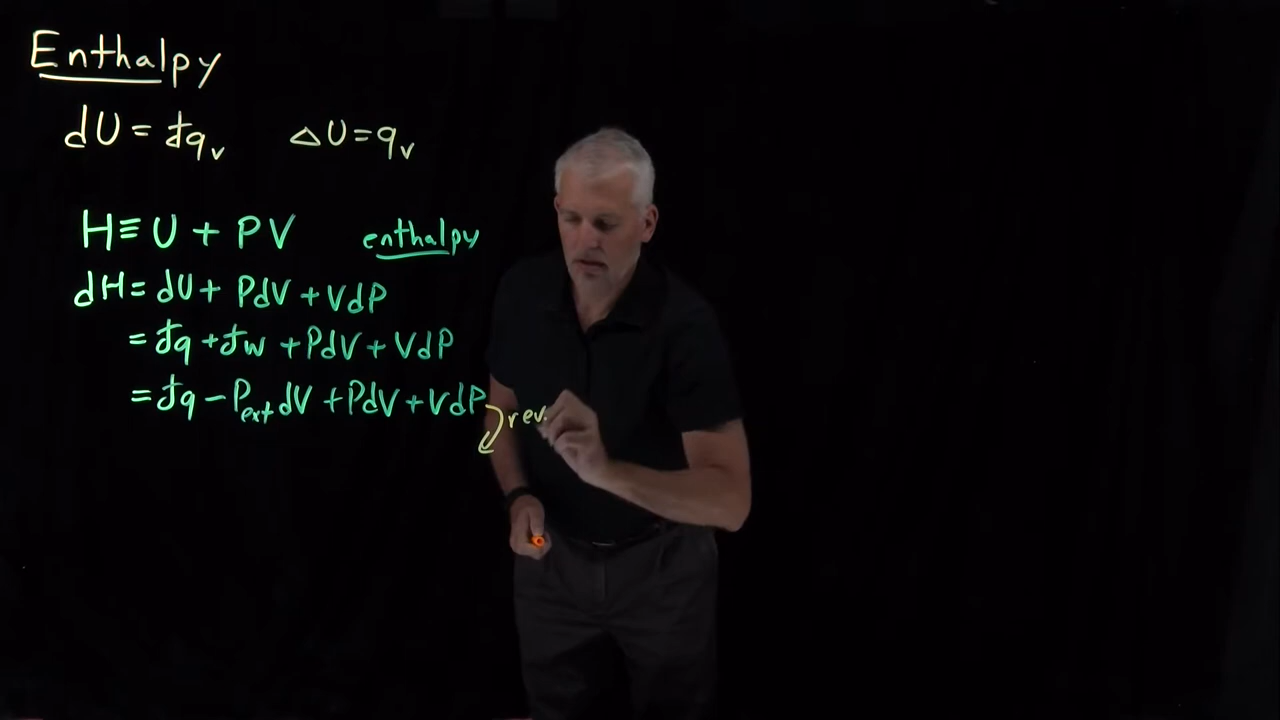 Enthalpy
dU = đq_v   ΔU = q_v
H ≡ U + PV   enthalpy
dH = dU + PdV + VdP
= đq + đw + PdV + VdP
= đq - P_ext dV + PdV + VdP
rev.